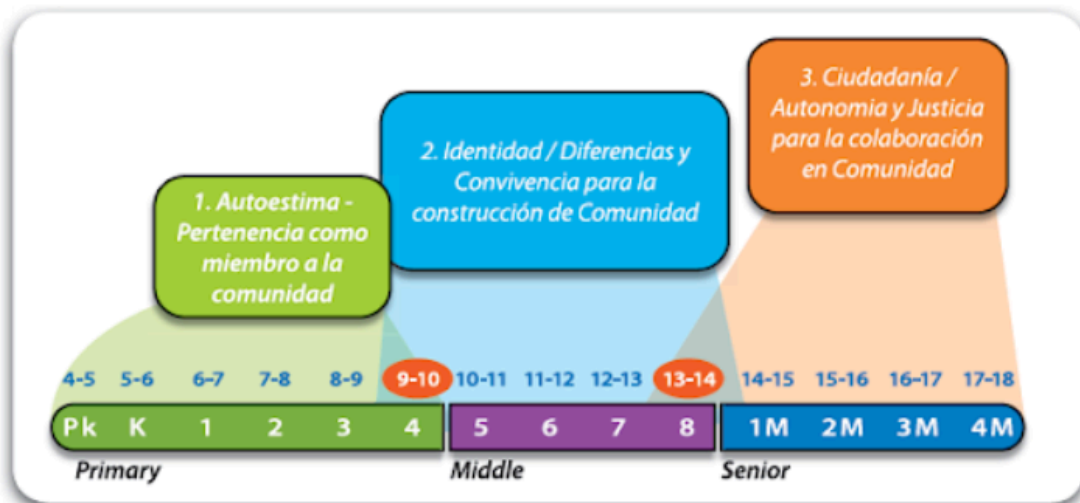 3. Ciudadanía /
Autonomia y Justicia
para la colaboración
en Comunidad
2. Identidad / Diferencias y
Convivencia para la
construcción de Comunidad
1. Autoestima -
Pertenencia como
miembro a la
comunidad
4-5 5-6 6-7 7-8 8-9 9-10 10-11 11-12 12-13 13-14 14-15 15-16 16-17 17-18
Pk K 1 2 3 4 5 6 7 8 1M 2M 3M 4M
Primary Middle Senior